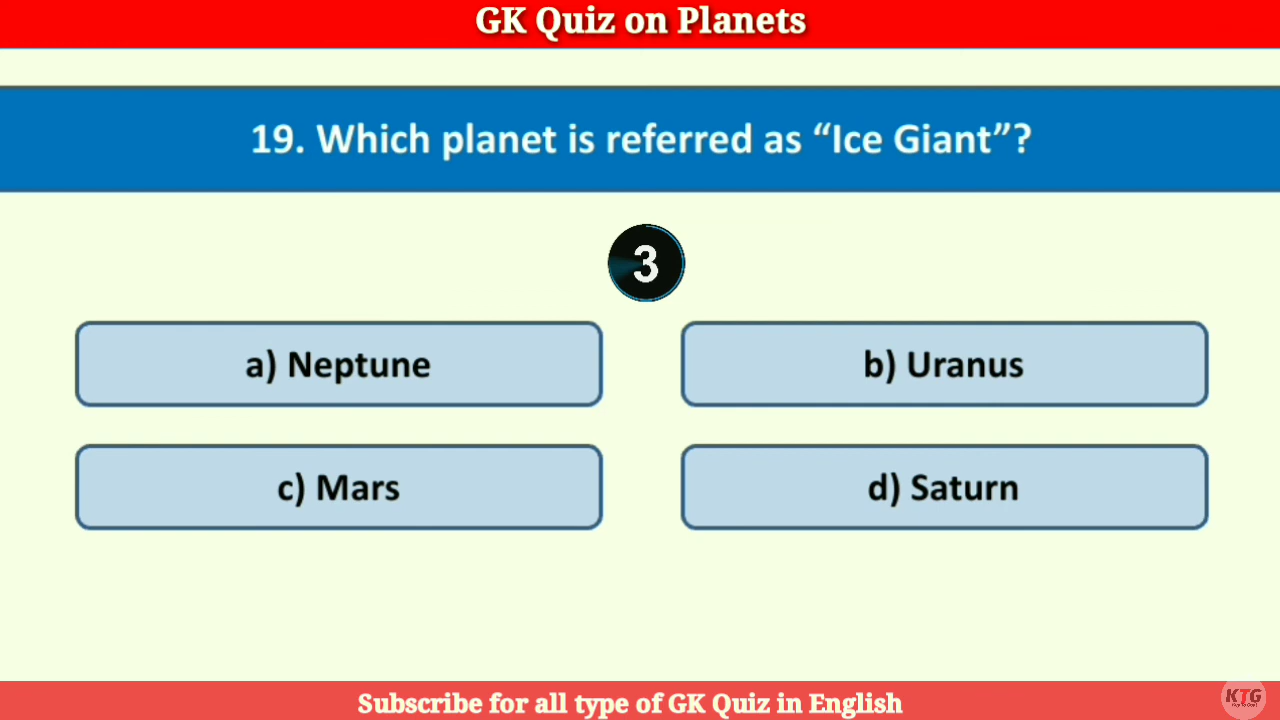 GK Quiz on Planets
19. Which planet is referred as “Ice Giant”?
3
a) Neptune
b) Uranus
c) Mars
d) Saturn
Subscribe for all type of GK Quiz in English
KTG